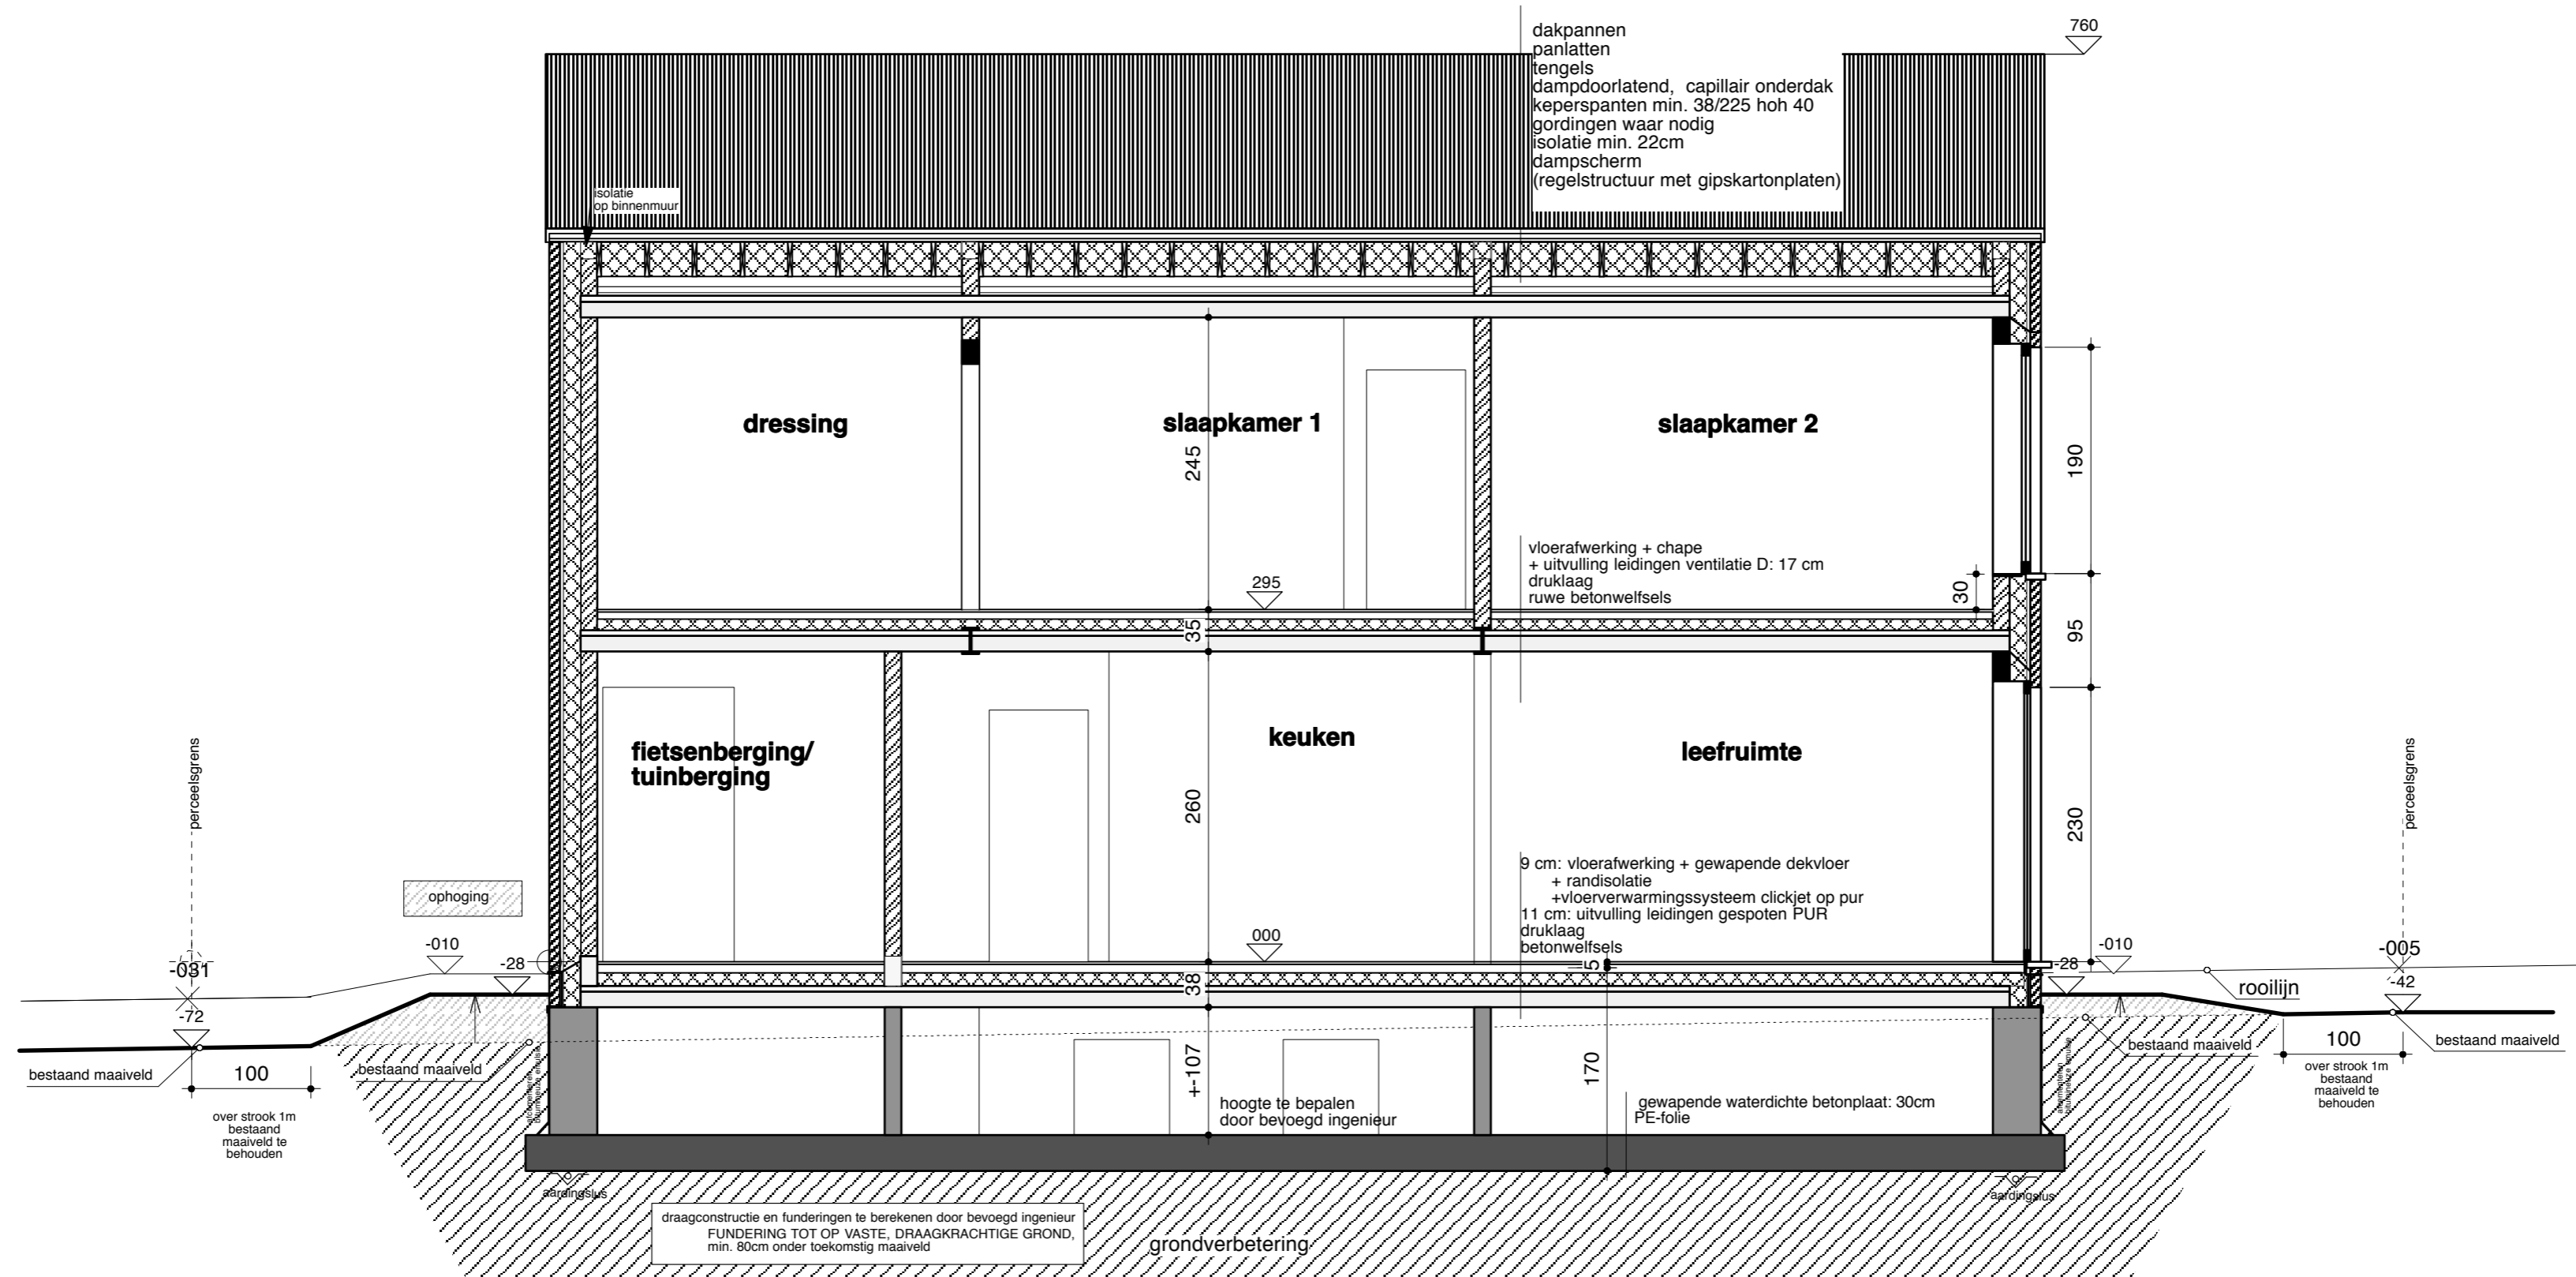 760
dakpannen
panlatten
tengels
dampdoorlatend, capillair onderdak
keperspanten min. 38/225 hoh 40
gordingen waar nodig
isolatie min. 22cm
dampscherm
(regelstructuur met gipskartonplaten)
isolatie
op binnenmuur
dressing
slaapkamer 1
slaapkamer 2
245
190
vloerafwerking + chape
+ uitvulling leidingen ventilatie D: 17 cm
druklaag
ruwe betonwelfsels
295
30
35
95
fietsenberging/
tuinberging
keuken
leefruimte
260
230
perceelsgrens
perceelsgrens
9 cm: vloerafwerking + gewapende dekvloer
+ randisolatie
+vloerverwarmingssysteem clickjet op pur
11 cm: uitvulling leidingen gespoten PUR
druklaag
betonwelfsels
ophoging
-010
-28
-031
-72
000
5
38
-010
-28
-005
-42
rooilijn
bestaand maaiveld
100
bestaand maaiveld
over strook 1m
bestaand
maaiveld te
behouden
+-107
170
hoogte te bepalen
door bevoegd ingenieur
gewapende waterdichte betonplaat: 30cm
PE-folie
bestaand maaiveld
100
bestaand maaiveld
over strook 1m
bestaand
maaiveld te
behouden
aardingslus
aardingslus
draagconstructie en funderingen te berekenen door bevoegd ingenieur
FUNDERING TOT OP VASTE, DRAAGKRACHTIGE GROND,
min. 80cm onder toekomstig maaiveld
grondverbetering